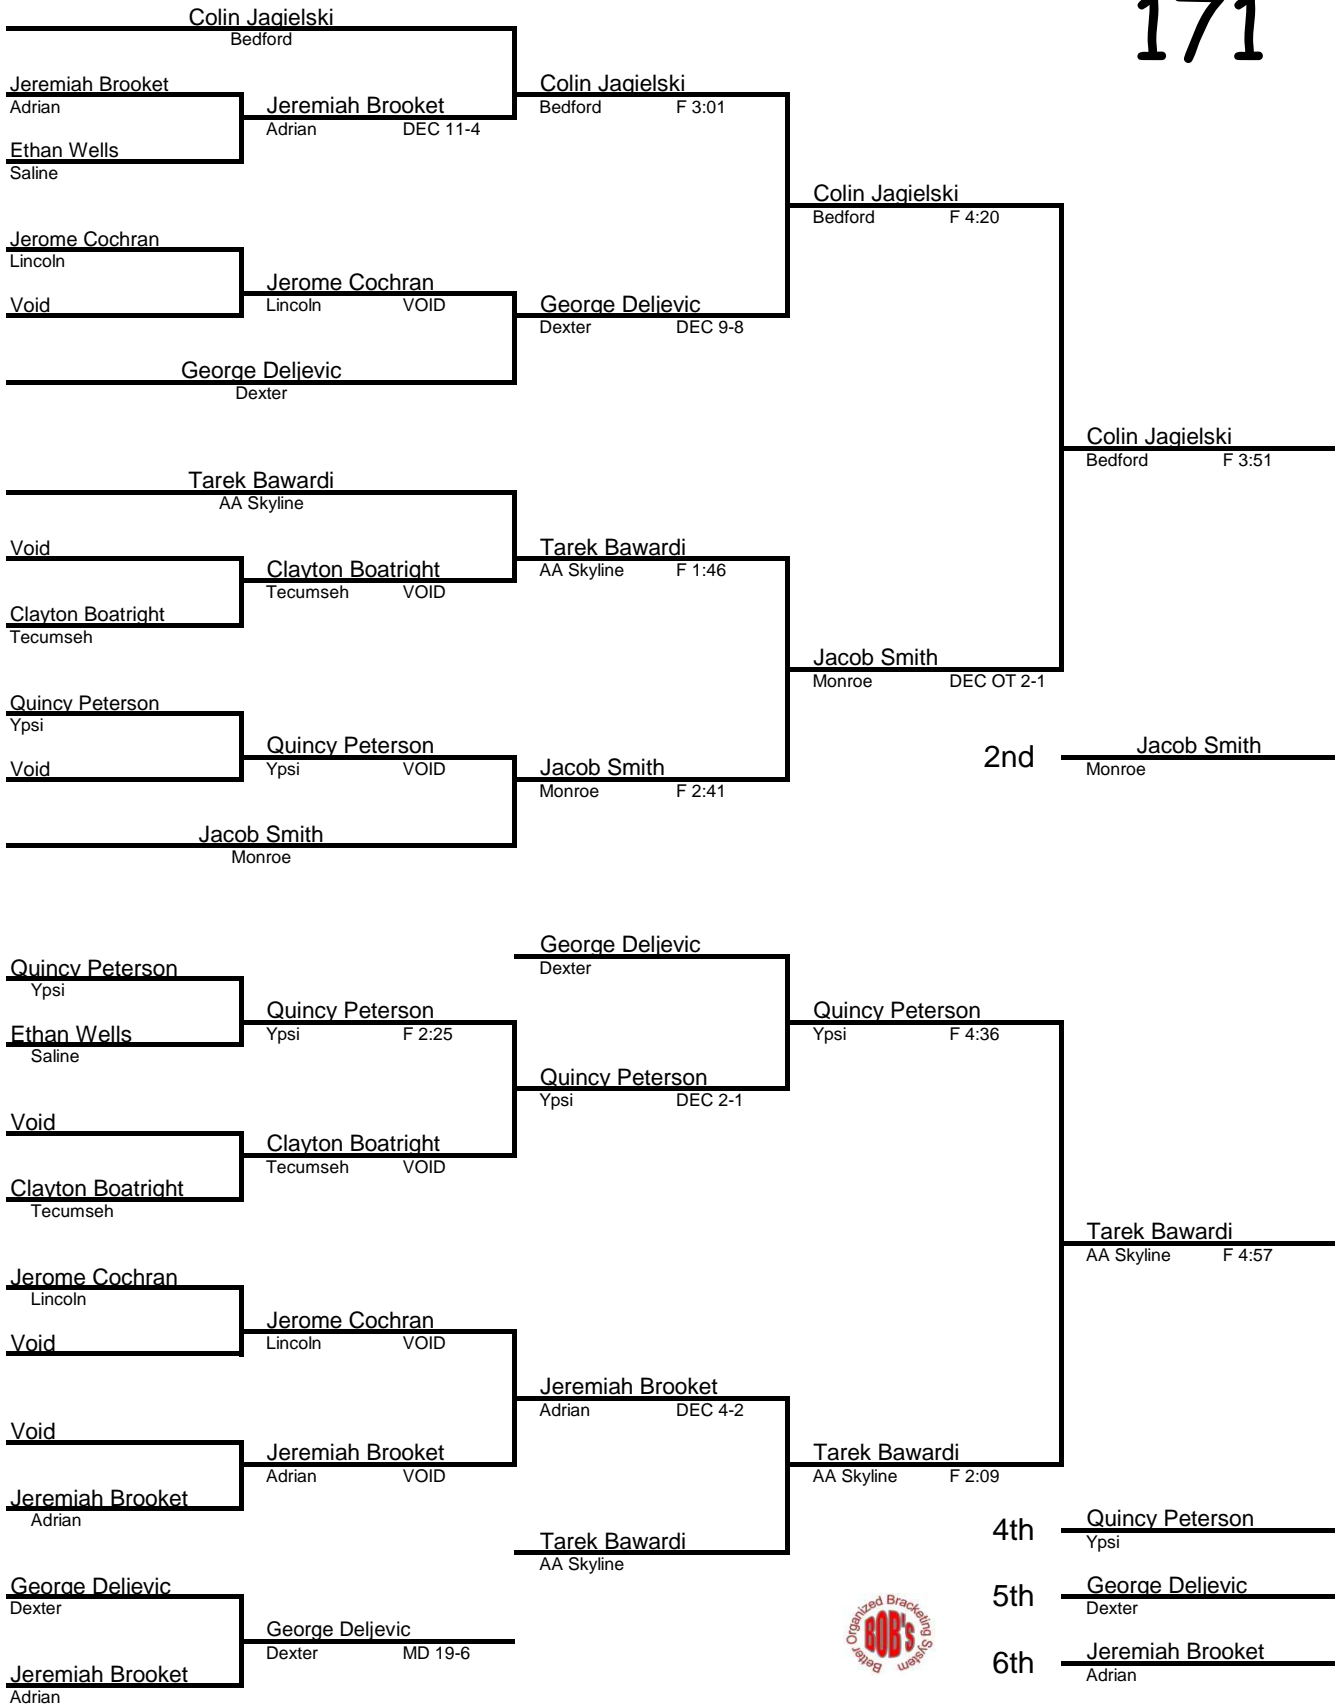 171
Colin Jagielski
Bedford
Jeremiah Brooket
Adrian
Ethan Wells
Saline
Jeremiah Brooket
Adrian DEC 11-4
Colin Jagielski
Bedford F 3:01
Jerome Cochran
Lincoln
Void
Jerome Cochran
Lincoln VOID
George Deljevic
Dexter
George Deljevic
Dexter DEC 9-8
Colin Jagielski
Bedford F 4:20
Tarek Bawardi
AA Skyline
Void
Clayton Boatright
Tecumseh
Clayton Boatright
Tecumseh VOID
Tarek Bawardi
AA Skyline F 1:46
Quincy Peterson
Ypsi
Void
Quincy Peterson
Ypsi VOID
Jacob Smith
Monroe
Jacob Smith
Monroe F 2:41
Jacob Smith
Monroe DEC OT 2-1
Colin Jagielski
Bedford F 3:51
2nd Jacob Smith
Monroe
Quincy Peterson
Ypsi
Ethan Wells
Saline
Quincy Peterson
Ypsi F 2:25
Void
Clayton Boatright
Tecumseh
Clayton Boatright
Tecumseh VOID
George Deljevic
Dexter
Quincy Peterson
Ypsi DEC 2-1
Quincy Peterson
Ypsi F 4:36
Jerome Cochran
Lincoln
Void
Jerome Cochran
Lincoln VOID
Void
Jeremiah Brooket
Adrian
Jeremiah Brooket
Adrian VOID
Jeremiah Brooket
Adrian DEC 4-2
Tarek Bawardi
AA Skyline
Tarek Bawardi
AA Skyline F 2:09
Tarek Bawardi
AA Skyline F 4:57
George Deljevic
Dexter
Jeremiah Brooket
Adrian
George Deljevic
Dexter MD 19-6
Better Organized Bracketing System
BOB'S
4th Quincy Peterson
Ypsi
5th George Deljevic
Dexter
6th Jeremiah Brooket
Adrian